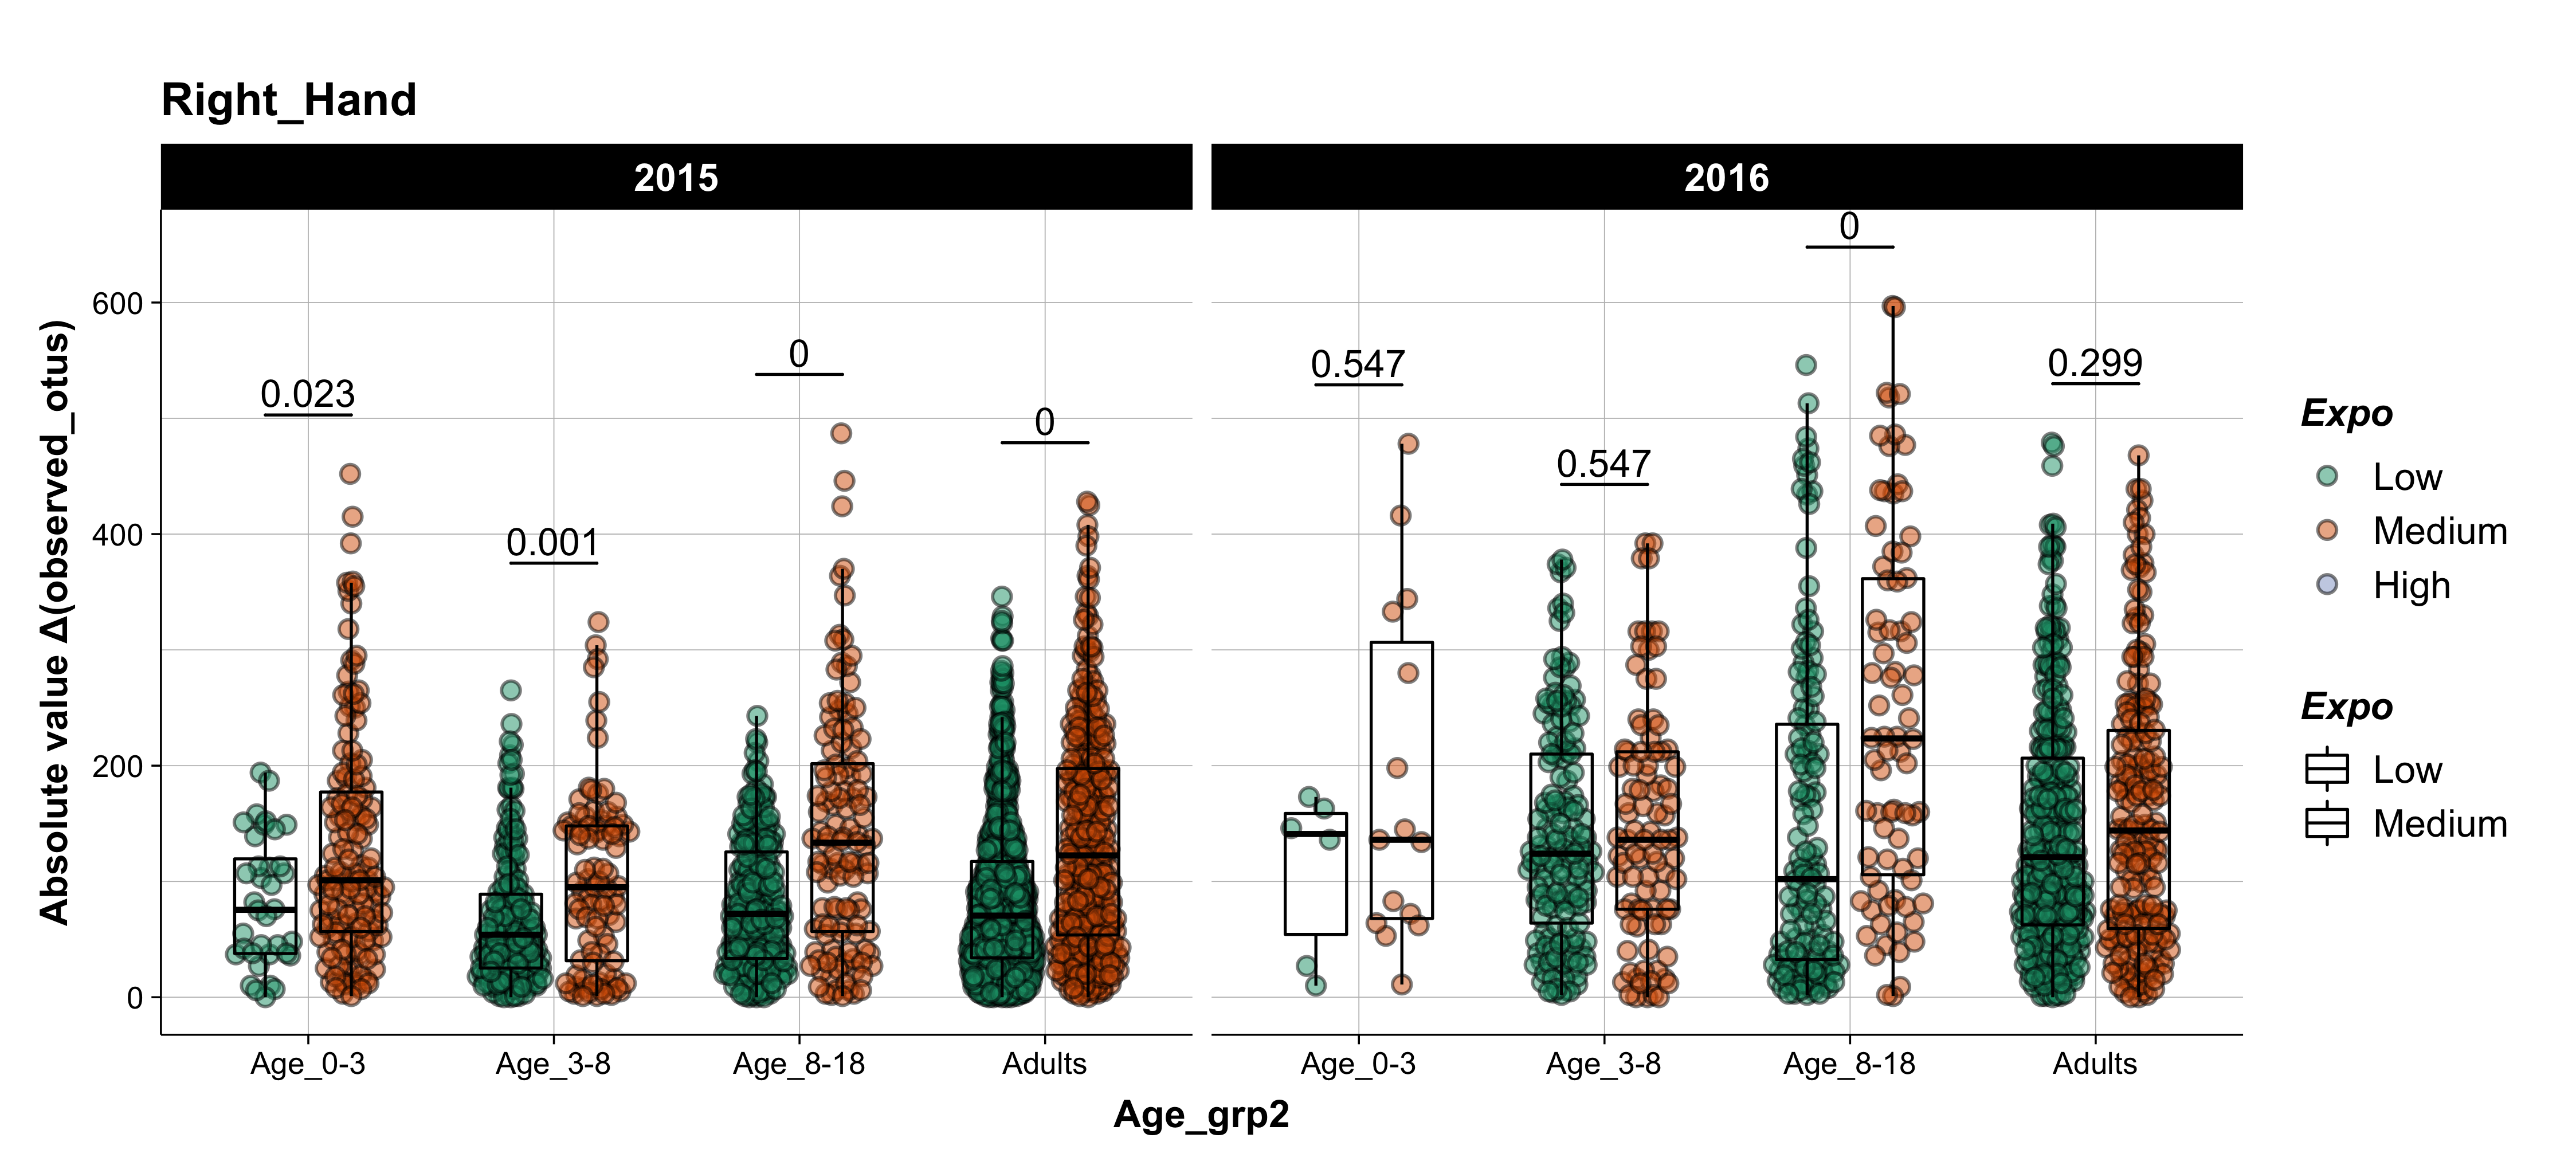 Right_Hand
2015
2016
Absolute value Δ(observed_otus)
600
400
200
0
0.023
0.001
0
0
0.547
0.547
0
0.299
Age_0-3
Age_3-8
Age_8-18
Adults
Age_0-3
Age_3-8
Age_8-18
Adults
Age_grp2
Expo
Low
Medium
High
Expo
Low
Medium